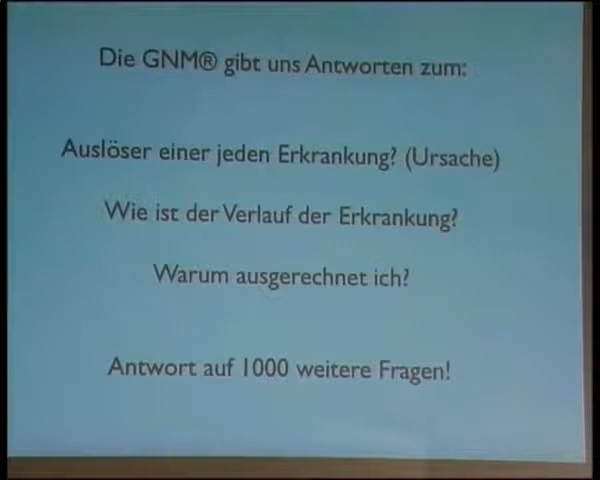 Die GNM® gibt uns Antworten zum:
Auslöser einer jeden Erkrankung? (Ursache)
Wie ist der Verlauf der Erkrankung?
Warum ausgerechnet ich?
Antwort auf 1000 weitere Fragen!